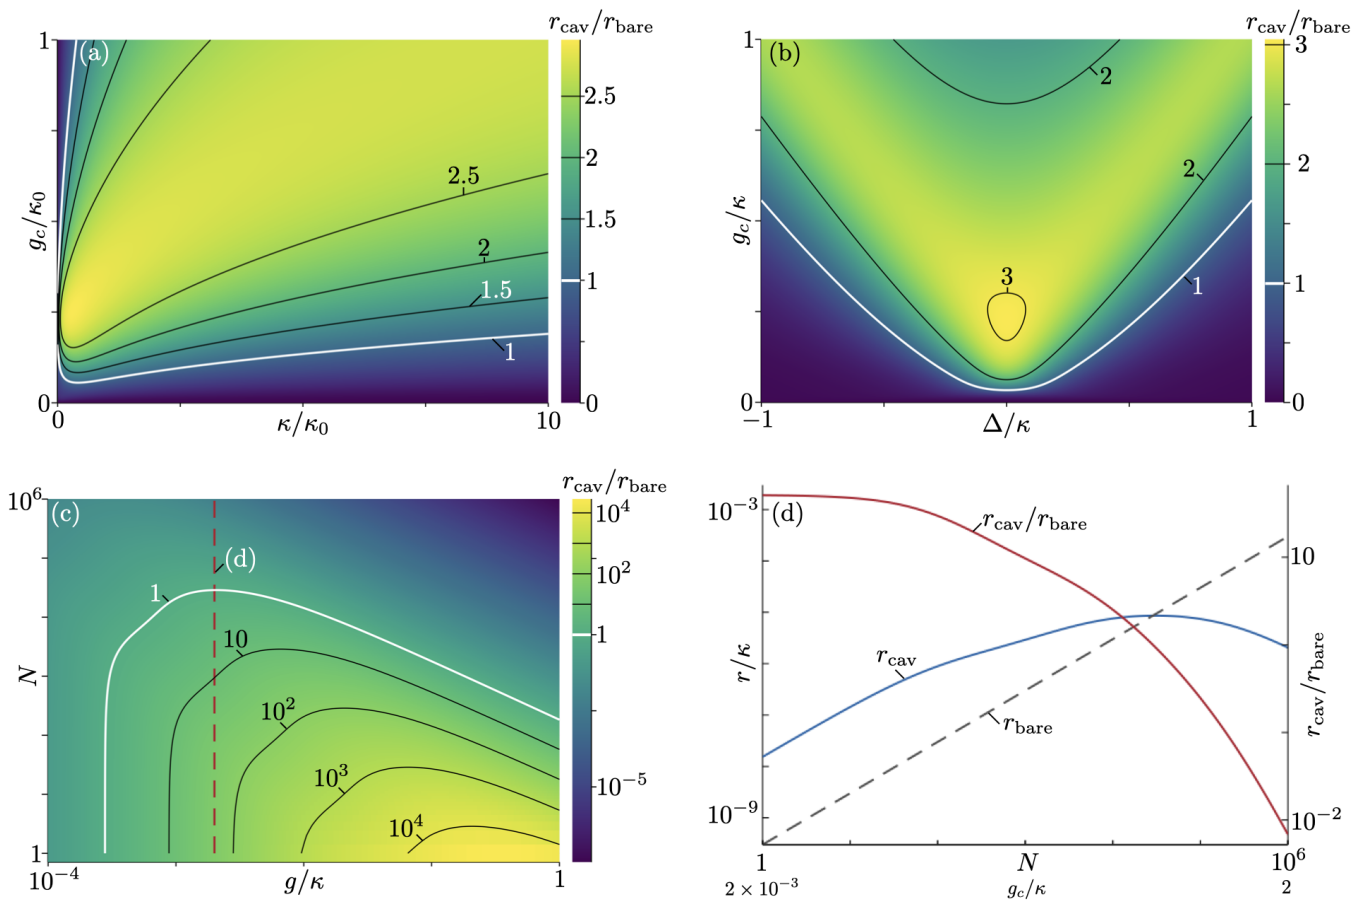 r_cav/r_bare
(a)
1
g_c/κ_0
0
0
κ/κ_0
10
2.5
2
1.5
1
2.5
2
1.5
1
0
r_cav/r_bare
(b)
1
g_c/κ
0
−1
Δ/κ
1
2
2
3
1
3
2
1
0
r_cav/r_bare
(c)
10^6
N
1
10^−4
g/κ
1
(d)
1
10
10^2
10^3
10^4
10^4
10^2
1
10^−5
(d)
10^−3
r/κ
10^−9
r_cav/r_bare
r_cav
r_bare
10
r_cav/r_bare
10^−2
1
N
10^6
2 × 10^−3
g_c/κ
2